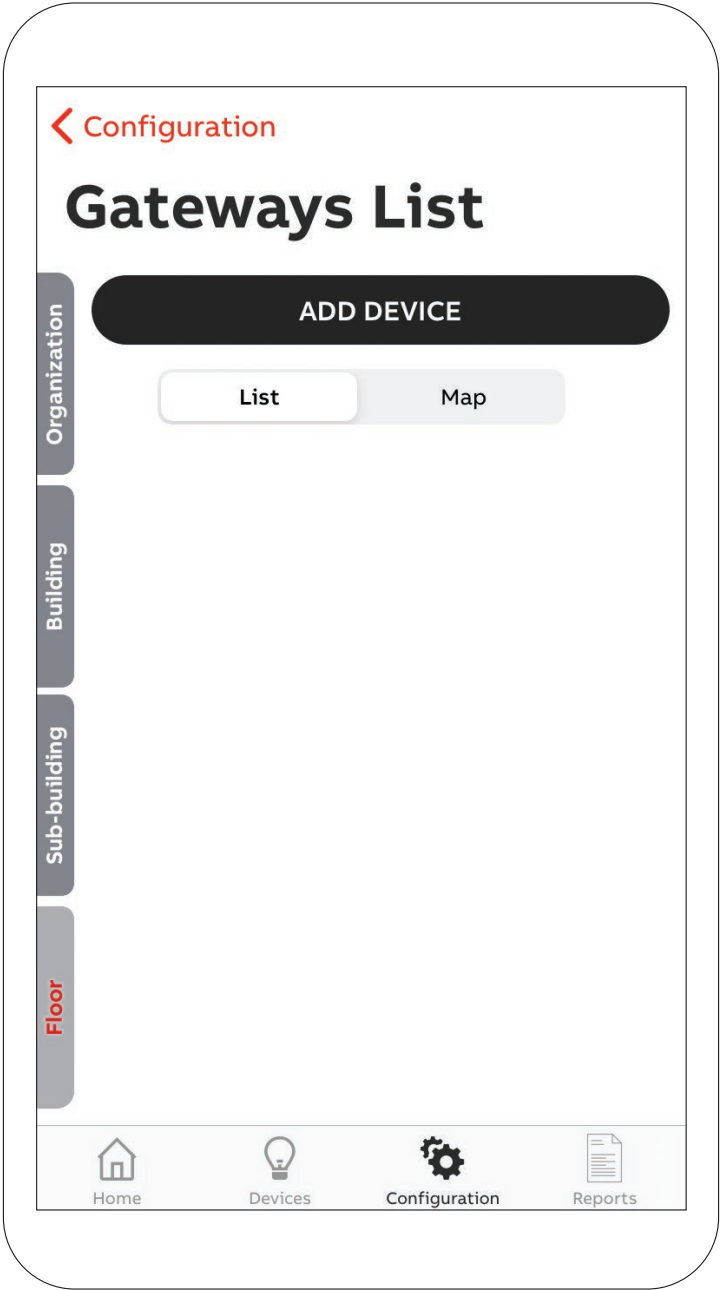 Configuration
Gateways List
ADD DEVICE
List Map
Organization
Building
Sub-building
Floor
Home Devices Configuration Reports